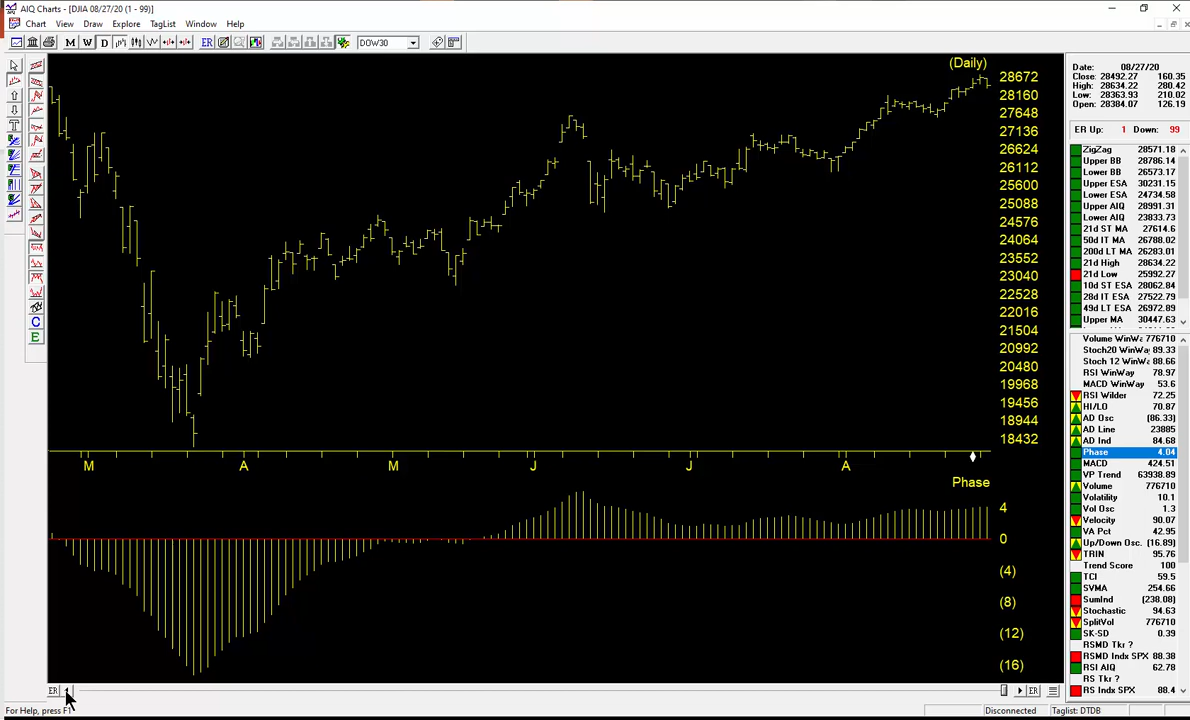 AIQ Charts - [DJIA 08/27/20 (1 - 99)]
Chart View Draw Explore TagList Window Help
M W D ER DOW30
(Daily)
28672
28160
27648
27136
26624
26112
25600
25088
24576
24064
23552
23040
22528
22016
21504
20992
20480
19968
19456
18944
18432
M A M J J A
Phase
4
0
(4)
(8)
(12)
(16)
C
E
Date: 08/27/20
Close: 28492.27 160.35
High: 28634.22 280.42
Low: 28363.93 210.02
Open: 28384.07 126.19
ER Up: 1 Down: 99
ZigZag 28571.18
Upper BB 28786.14
Lower BB 26573.17
Upper ESA 30231.15
Lower ESA 24734.58
Upper AIQ 28991.31
Lower AIQ 23833.73
21d ST MA 27614.6
50d IT MA 26788.02
200d LT MA 26283.01
21d High 28634.22
21d Low 25992.27
10d ST ESA 28062.84
28d IT ESA 27522.79
49d LT ESA 26972.89
Upper MA 30447.63
Volume WinWa 776710
Stoch20 WinWa 89.33
Stoch 12 WinWa 88.66
RSI WinWay 78.97
MACD WinWay 53.6
RSI Wilder 72.25
HI/LO 70.87
AD Osc (86.33)
AD Line 23885
AD Ind 84.68
Phase 4.04
MACD 424.51
VP Trend 63938.89
Volume 776710
Volatility 10.1
Vol Osc 1.3
Velocity 90.07
VA Pct 42.95
Up/Down Osc. (16.89)
TRIN 95.76
Trend Score 100
TCI 59.5
SVMA 254.66
SumInd (238.08)
Stochastic 94.63
SplitVol 776710
SK-SD 0.39
RSMD Tkr ?
RSMD Indx SPX 88.38
RSI AIQ 62.78
RS Tkr ?
RS Indx SPX 88.4
ER ER
For Help, press F1
Disconnected Taglist: DTDB